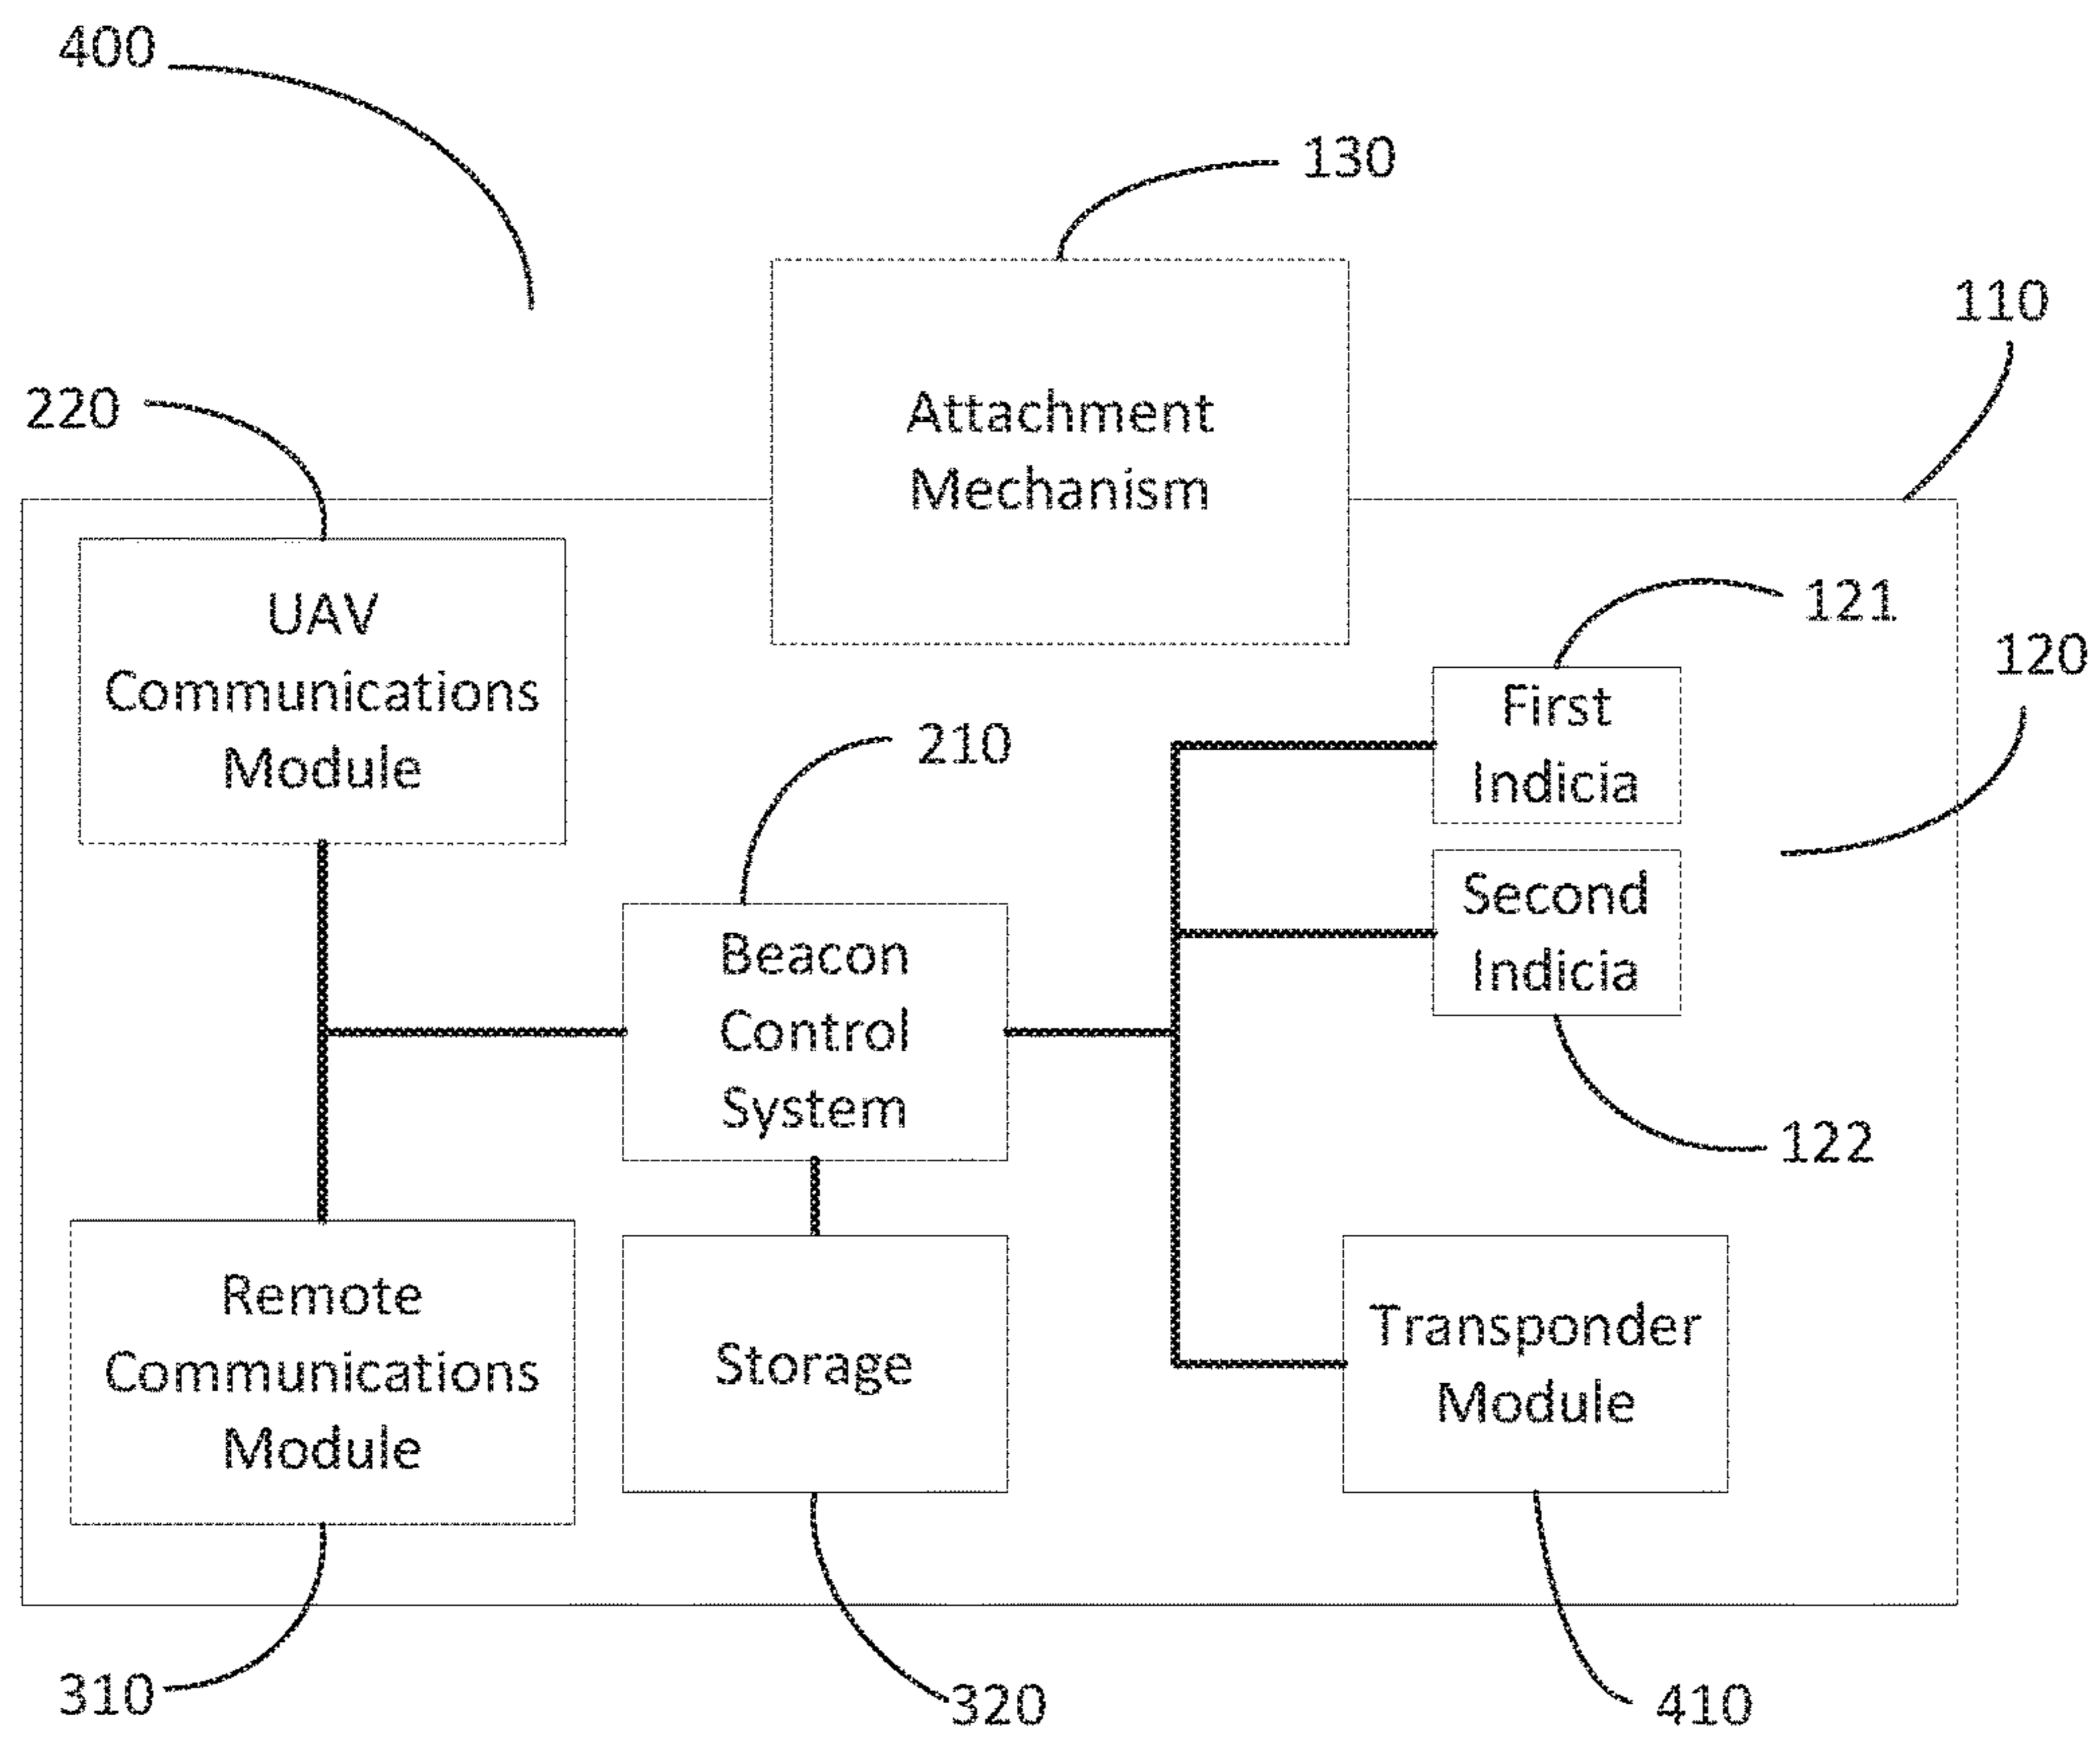 400
130
110
220
Attachment
Mechanism
UAV
Communications
Module
121
120
First
Indicia
210
Second
Indicia
Beacon
Control
System
122
Remote
Communications
Module
Storage
Transponder
Module
310
320
410